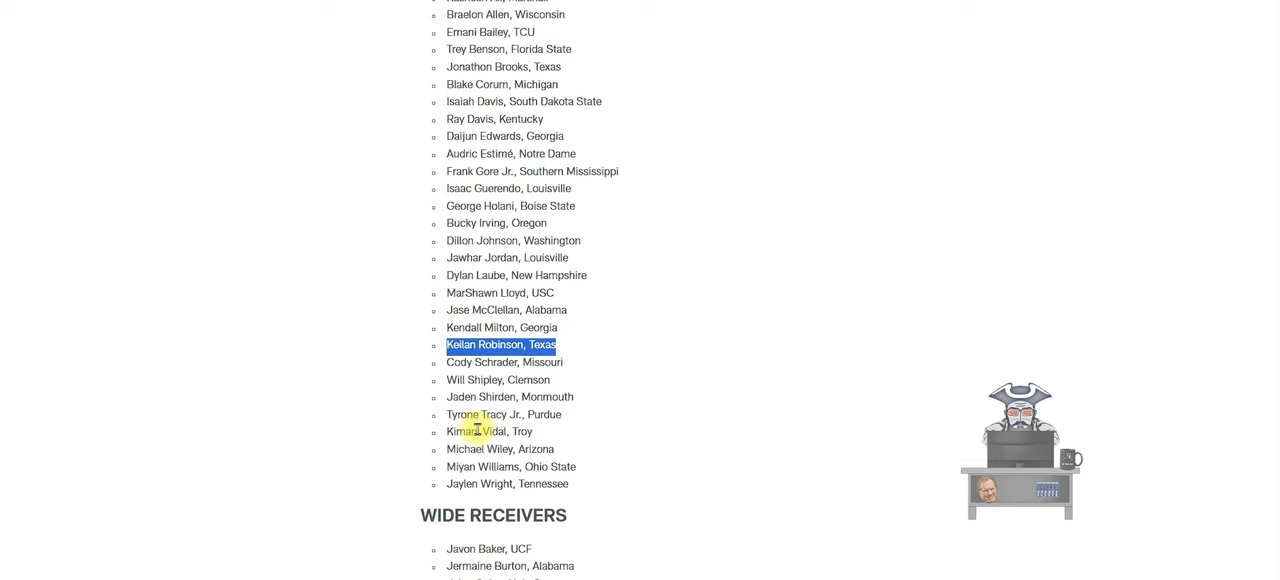 Braelon Allen, Wisconsin
Emani Bailey, TCU
Trey Benson, Florida State
Jonathon Brooks, Texas
Blake Corum, Michigan
Isaiah Davis, South Dakota State
Ray Davis, Kentucky
Daijun Edwards, Georgia
Audric Estimé, Notre Dame
Frank Gore Jr., Southern Mississippi
Isaac Guerendo, Louisville
George Holani, Boise State
Bucky Irving, Oregon
Dillon Johnson, Washington
Jawhar Jordan, Louisville
Dylan Laube, New Hampshire
MarShawn Lloyd, USC
Jase McClellan, Alabama
Kendall Milton, Georgia
Keilan Robinson, Texas
Cody Schrader, Missouri
Will Shipley, Clemson
Jaden Shirden, Monmouth
Tyrone Tracy Jr., Purdue
Kimani Vidal, Troy
Michael Wiley, Arizona
Miyan Williams, Ohio State
Jaylen Wright, Tennessee
WIDE RECEIVERS
Javon Baker, UCF
Jermaine Burton, Alabama